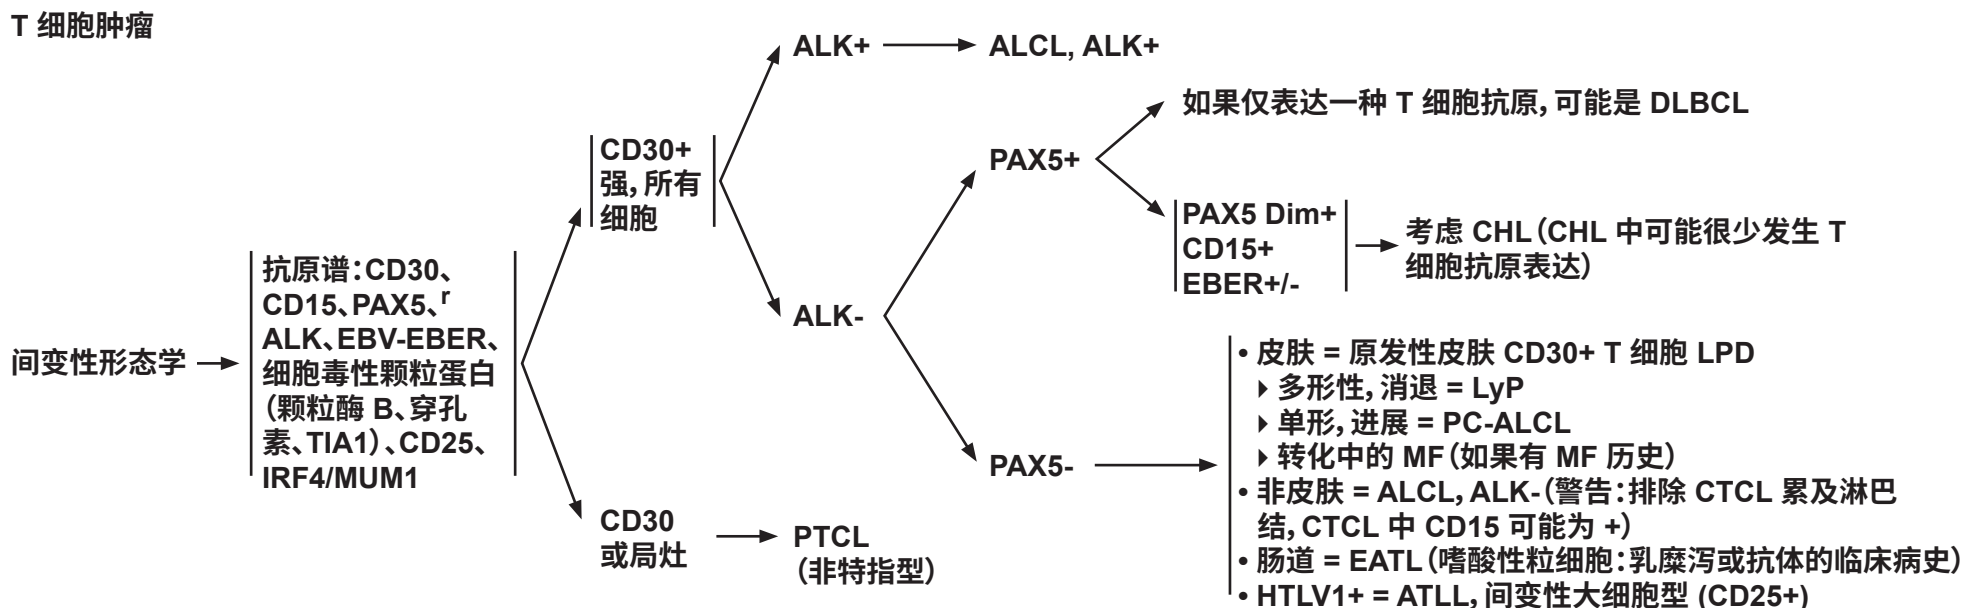 T 细胞肿瘤
间变性形态学
抗原谱：CD30、
CD15、PAX5、r
ALK、EBV-EBER、
细胞毒性颗粒蛋白
（颗粒酶 B、穿孔
素、TIA1）、CD25、
IRF4/MUM1
CD30+
强，所有
细胞
ALK+
ALCL, ALK+
ALK-
PAX5+
如果仅表达一种 T 细胞抗原，可能是 DLBCL
PAX5 Dim+
CD15+
EBER+/-
考虑 CHL（CHL 中可能很少发生 T
细胞抗原表达）
PAX5-
• 皮肤 = 原发性皮肤 CD30+ T 细胞 LPD
▸ 多形性，消退 = LyP
▸ 单形，进展 = PC-ALCL
▸ 转化中的 MF（如果有 MF 历史）
• 非皮肤 = ALCL，ALK-（警告：排除 CTCL 累及淋巴
结，CTCL 中 CD15 可能为 +）
• 肠道 = EATL（嗜酸性粒细胞：乳糜泻或抗体的临床病史）
• HTLV1+ = ATLL，间变性大细胞型 (CD25+)
CD30
或局灶
PTCL
（非特指型）